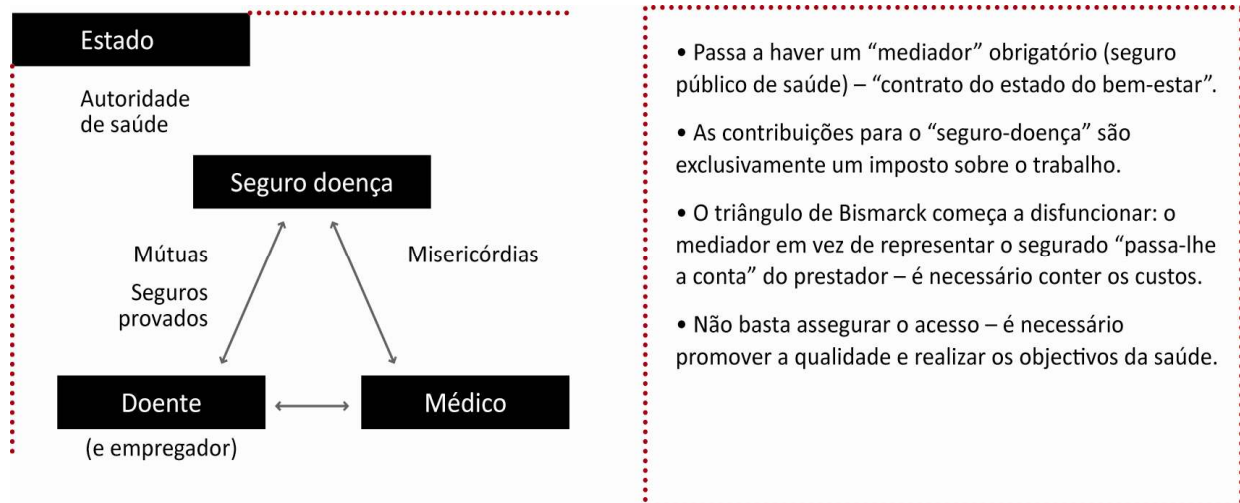 Estado
Autoridade
de saúde
Seguro doença
Mútuas
Misericórdias
Seguros
provados
Doente
Médico
(e empregador)
• Passa a haver um “mediador” obrigatório (seguro
público de saúde) – “contrato do estado do bem-estar”.
• As contribuições para o “seguro-doença” são
exclusivamente um imposto sobre o trabalho.
• O triângulo de Bismarck começa a disfuncionar: o
mediador em vez de representar o segurado “passa-lhe
a conta” do prestador – é necessário conter os custos.
• Não basta assegurar o acesso – é necessário
promover a qualidade e realizar os objectivos da saúde.